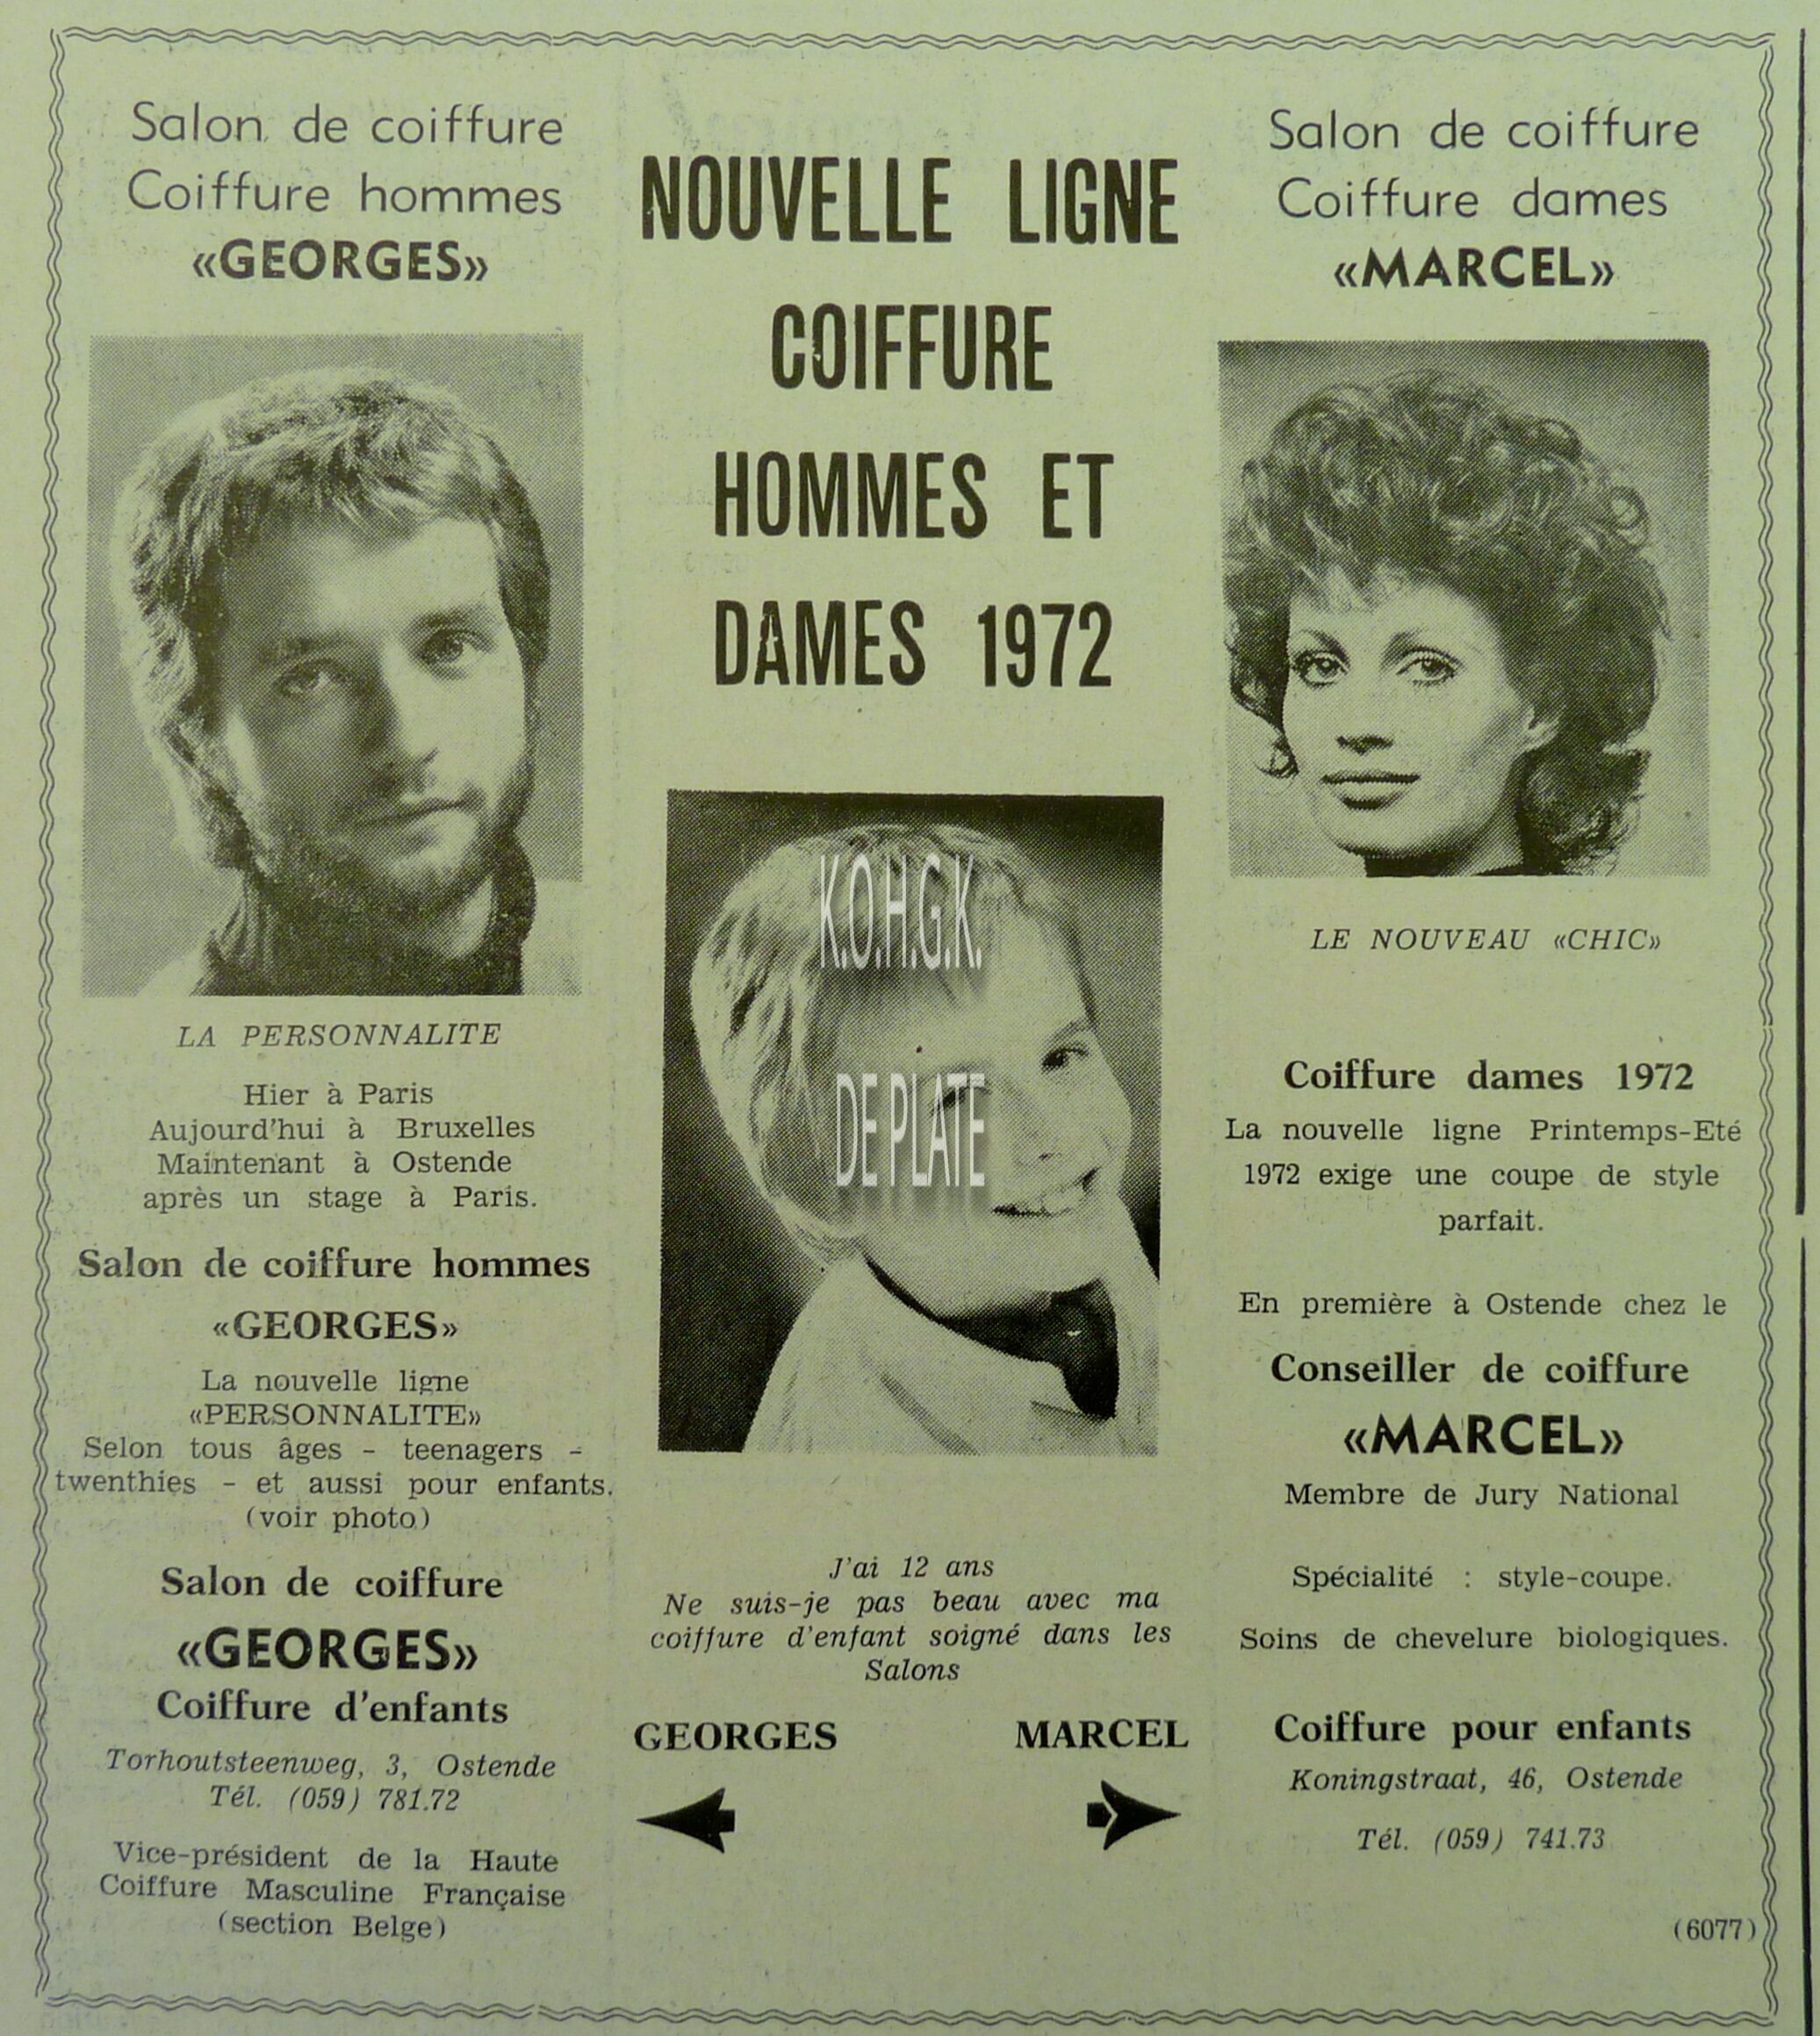 Salon de coiffure
Coiffure hommes
«GEORGES»
LA PERSONNALITE
Hier à Paris
Aujourd'hui à Bruxelles
Maintenant à Ostende
après un stage à Paris.
Salon de coiffure hommes
«GEORGES»
La nouvelle ligne
«PERSONNALITE»
Selon tous âges - teenagers -
twenthies - et aussi pour enfants.
(voir photo)
Salon de coiffure
«GEORGES»
Coiffure d'enfants
Torhoutsteenweg, 3, Ostende
Tél. (059) 781.72
Vice-président de la Haute
Coiffure Masculine Française
(section Belge)
NOUVELLE LIGNE
COIFFURE
HOMMES ET
DAMES 1972
K.O.H.G.K.
DE PLATE
J'ai 12 ans
Ne suis-je pas beau avec ma
coiffure d'enfant soigné dans les
Salons
GEORGES MARCEL
Salon de coiffure
Coiffure dames
«MARCEL»
LE NOUVEAU «CHIC»
Coiffure dames 1972
La nouvelle ligne Printemps-Eté
1972 exige une coupe de style
parfait.
En première à Ostende chez le
Conseiller de coiffure
«MARCEL»
Membre de Jury National
Spécialité : style-coupe.
Soins de chevelure biologiques.
Coiffure pour enfants
Koningstraat, 46, Ostende
Tél. (059) 741.73
(6077)